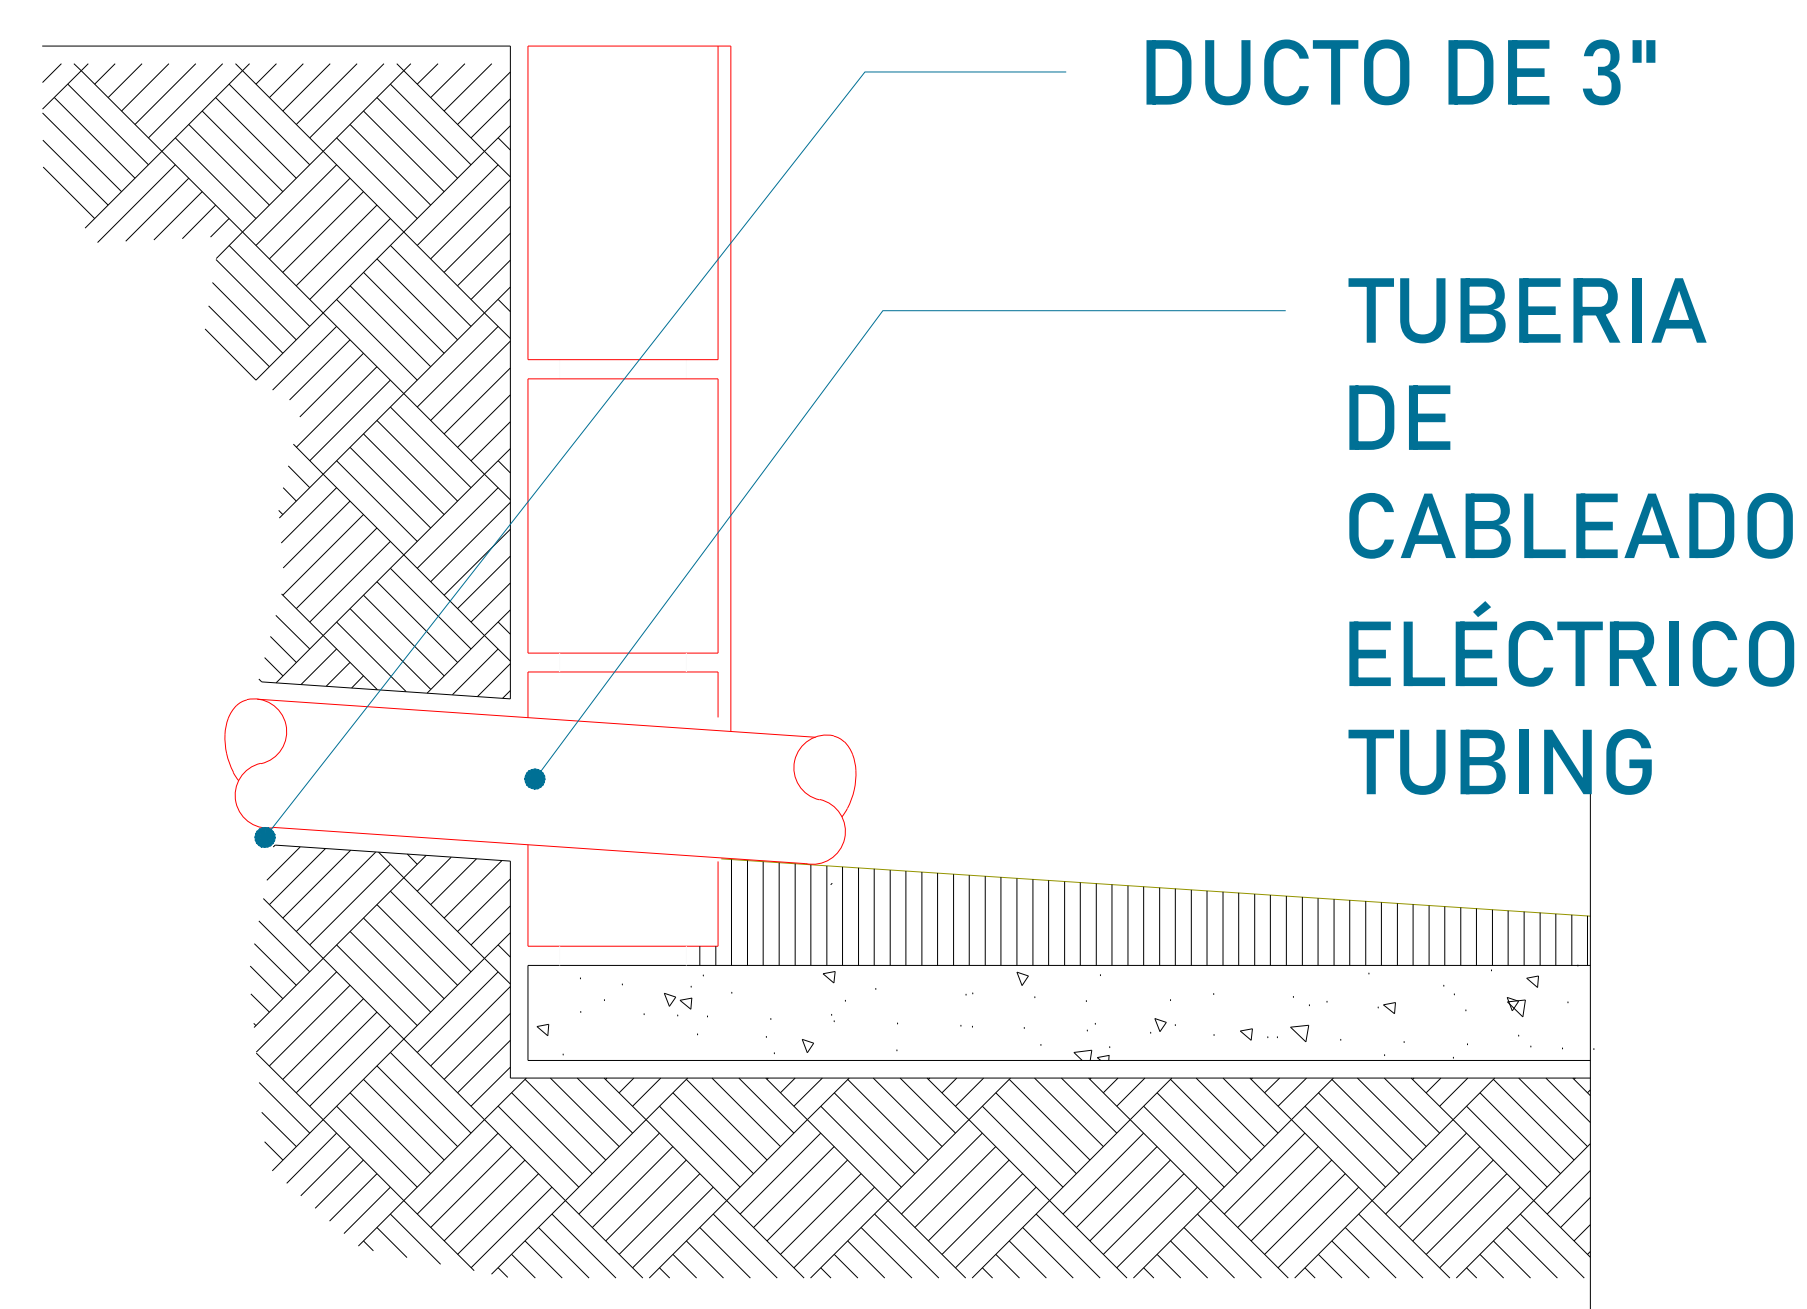 DUCTO DE 3"
TUBERIA
DE
CABLEADO
ELÉCTRICO
TUBING